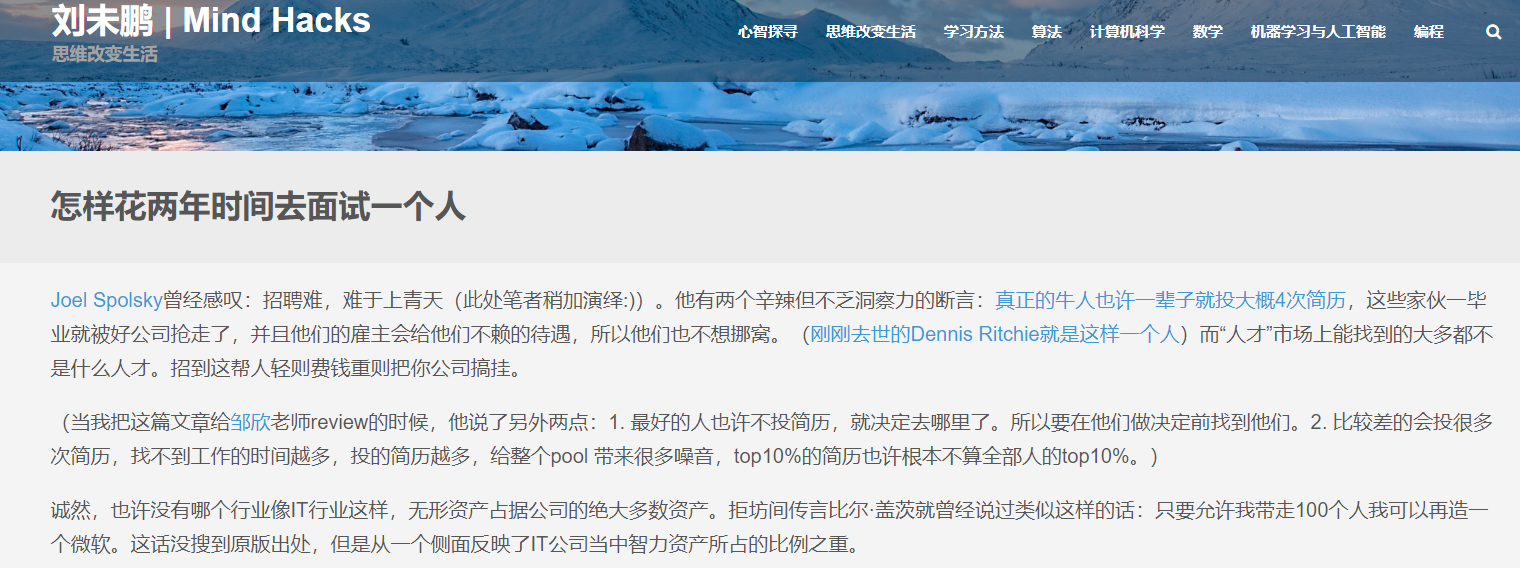 刘未鹏 | Mind Hacks
思维改变生活
心智探寻 思维改变生活 学习方法 算法 计算机科学 数学 机器学习与人工智能 编程
怎样花两年时间去面试一个人
Joel Spolsky曾经感叹：招聘难，难于上青天（此处笔者稍加演绎:)）。他有两个辛辣但不乏洞察力的断言：真正的牛人也许一辈子就投大概4次简历，这些家伙一毕
业就被好公司抢走了，并且他们的雇主会给他们不赖的待遇，所以他们也不想挪窝。（刚刚去世的Dennis Ritchie就是这样一个人）而“人才”市场上能找到的大多都不
是什么人才。招到这帮人轻则费钱重则把你公司搞挂。
（当我把这篇文章给邹欣老师review的时候，他说了另外两点：1. 最好的人也许不投简历，就决定去哪里了。所以要在他们做决定前找到他们。2. 比较差的会投很多
次简历，找不到工作的时间越多，投的简历越多，给整个pool 带来很多噪音，top10%的简历也许根本不算全部人的top10%。）
诚然，也许没有哪个行业像IT行业这样，无形资产占据公司的绝大多数资产。拒坊间传言比尔·盖茨就曾经说过类似这样的话：只要允许我带走100个人我可以再造一
个微软。这话没搜到原版出处，但是从一个侧面反映了IT公司当中智力资产所占的比例之重。